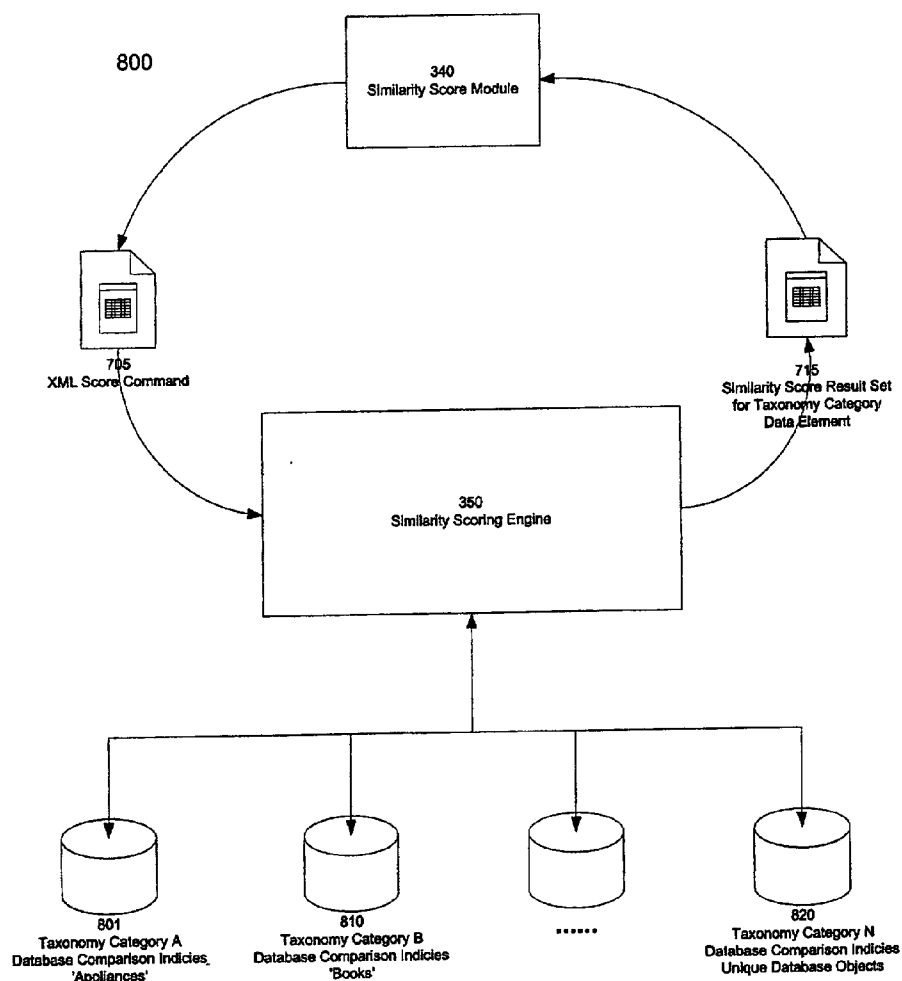 800
340
Similarity Score Module
705
XML Score Command
715
Similarity Score Result Set
for Taxonomy Category
Data Element
350
Similarity Scoring Engine
801
Taxonomy Category A
Database Comparison Indicies
'Appliances'
810
Taxonomy Category B
Database Comparison Indicies
'Books'
......
820
Taxonomy Category N
Database Comparison Indicies
Unique Database Objects